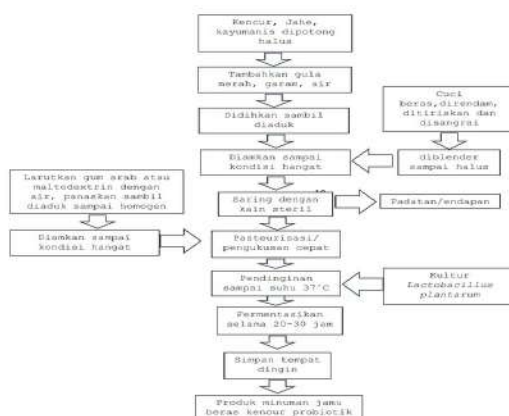 Kencur, Jahe,
kayumanis dipotong
halus
Tambahkan gula
merah, garam, air
Didihkan sambil
diaduk
Cuci
beras,direndam,
ditiriskan dan
disangrai
Diamkan sampai
kondisi hangat
diblender
sampai halus
Larutkan gum arab atau
maltodextrin dengan
air, panaskan sambil
diaduk sampai homogen
Saring dengan
kain steril
Padatan/endapan
Diamkan sampai
kondisi hangat
Pasteurisasi/
pengukusan cepat
Pendinginan
sampai suhu 37°C
Kultur
Lactobacillus
plantarum
Fermentasikan
selama 20-30 jam
Simpan tempat
dingin
Produk minuman jamu
beras kencur probiotik